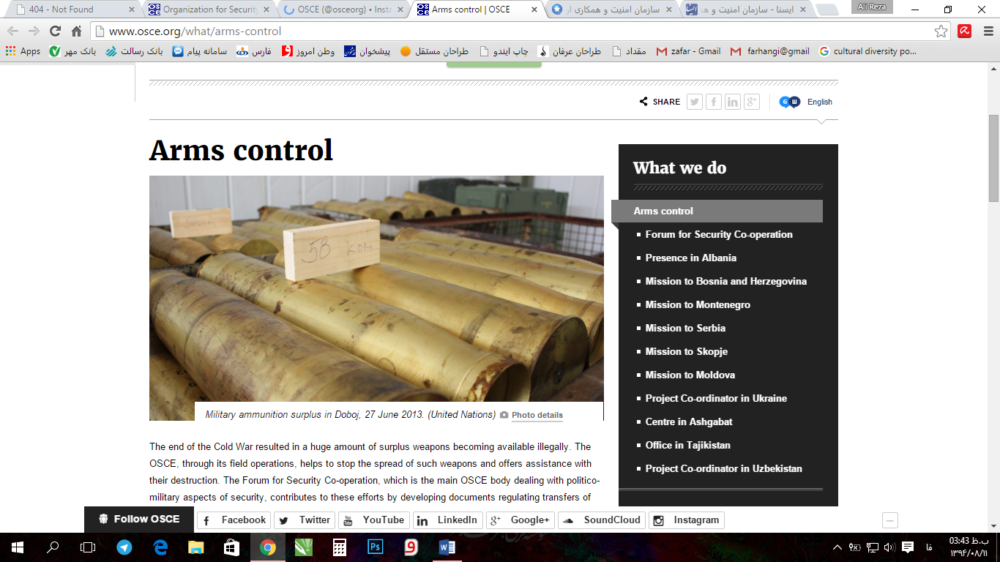 404 - Not Found
Organization for Security
OSCE (@osceorg) • Insta
Arms control | OSCE
سازمان امنیت و همکاری از
ایسنا - سازمان امنیت و هم
Ali Reza
www.osce.org/what/arms-control
Apps
بانک مهر
بانک رسالت
سامانه پیام
فارس
وطن امروز
پیشخوان
طراحان مستقل
چاپ ایندو
طراحان عرفان
مقداد
zafar - Gmail
farhangi@gmail
cultural diversity po...
SHARE
English
Arms control
58 ком
Military ammunition surplus in Doboj, 27 June 2013. (United Nations) Photo details
The end of the Cold War resulted in a huge amount of surplus weapons becoming available illegally. The
OSCE, through its field operations, helps to stop the spread of such weapons and offers assistance with
their destruction. The Forum for Security Co-operation, which is the main OSCE body dealing with politico-
military aspects of security, contributes to these efforts by developing documents regulating transfers of
What we do
Arms control
Forum for Security Co-operation
Presence in Albania
Mission to Bosnia and Herzegovina
Mission to Montenegro
Mission to Serbia
Mission to Skopje
Mission to Moldova
Project Co-ordinator in Ukraine
Centre in Ashgabat
Office in Tajikistan
Project Co-ordinator in Uzbekistan
Follow OSCE
Facebook
Twitter
YouTube
LinkedIn
Google+
SoundCloud
Instagram
فا
03:43 ب.ظ
۱۳۹۴/۰۸/۱۱